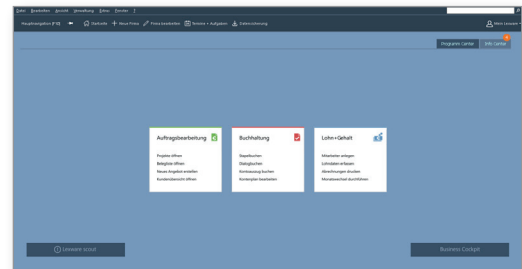 Datei Bearbeiten Ansicht Verwaltung Extras Fenster ?
Hauptnavigation (F12) Startseite Neue Firma Firma bearbeiten Termine + Aufgaben Datensicherung Mein Lexware
Programm Center Info Center
Auftragsbearbeitung
Projekte öffnen
Belegliste öffnen
Neues Angebot erstellen
Kundenübersicht öffnen
Buchhaltung
Stapelbuchen
Dialogbuchen
Kontoauszug buchen
Kontenplan bearbeiten
Lohn+Gehalt
Mitarbeiter anlegen
Lohndaten erfassen
Abrechnungen drucken
Monatswechsel durchführen
Lexware scout
Business Cockpit